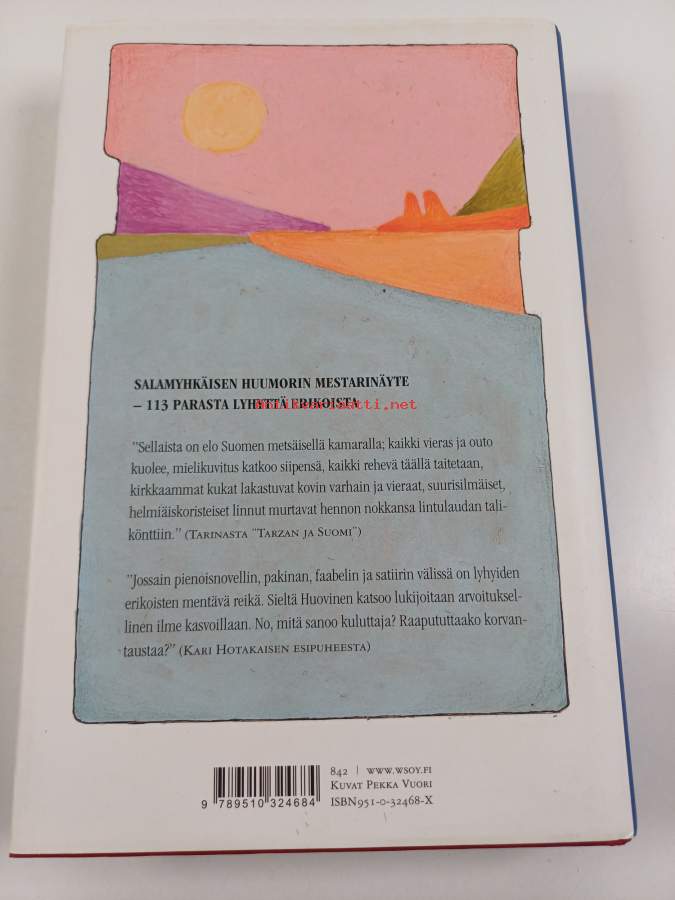 SALAMYHKÄISEN HUUMORIN MESTARINÄYTE
– 113 PARASTA LYHYTTÄ ERIKOISTA
"Sellaista on elo Suomen metsäisellä kamaralla; kaikki vieras ja outo
kuolee, mielikuvitus katkoo siipensä, kaikki rehevä täällä taitetaan,
kirkkaammat kukat lakastuvat kovin varhain ja vieraat, suurisilmäiset,
helmiäiskoristeiset linnut murtavat hennon nokkansa lintulaudan tali-
könttiin." (Tarinasta "Tarzan ja Suomi")
"Jossain pienoisnovellin, pakinan, faabelin ja satiirin välissä on lyhyiden
erikoisten mentävä reikä. Sieltä Huovinen katsoo lukijoitaan arvoituksel-
linen ilme kasvoillaan. No, mitä sanoo kuluttaja? Raapututtaako korvan-
taustaa?" (Kari Hotakaisen esipuheesta)
842 | www.wsoy.fi
Kuvat Pekka Vuori
ISBN951-0-32468-X
9 789510 324684